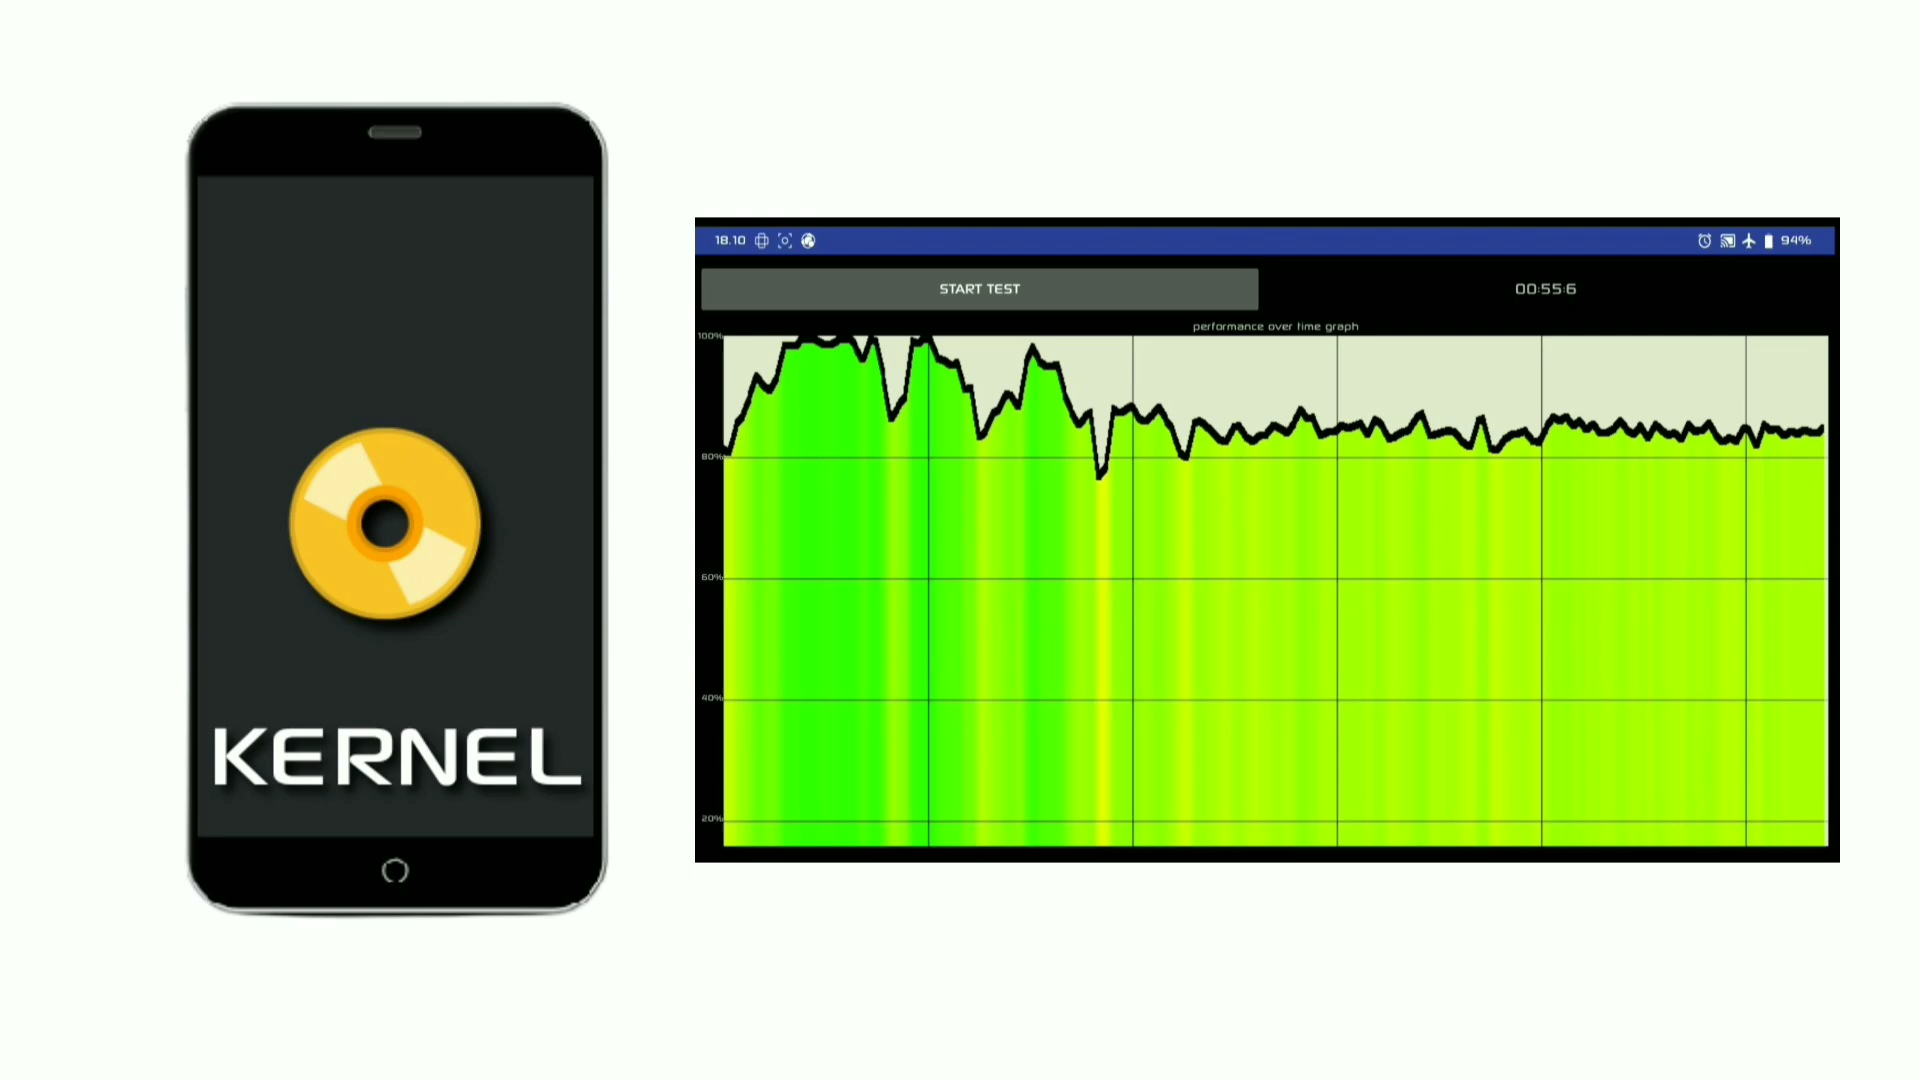 KERNEL
18.10
94%
START TEST
00:55:6
performance over time graph
100%
80%
60%
40%
20%